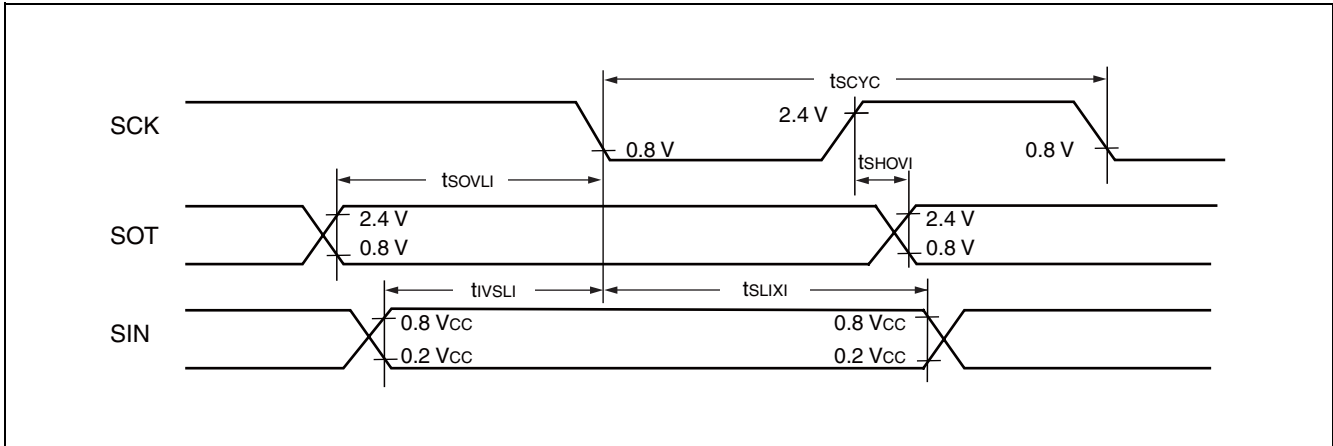 tSCYC
SCK
2.4 V
0.8 V
0.8 V
tSHOVI
tSOVLI
SOT
2.4 V
2.4 V
0.8 V
0.8 V
tIVSLI
tSLIXI
SIN
0.8 VCC
0.8 VCC
0.2 VCC
0.2 VCC